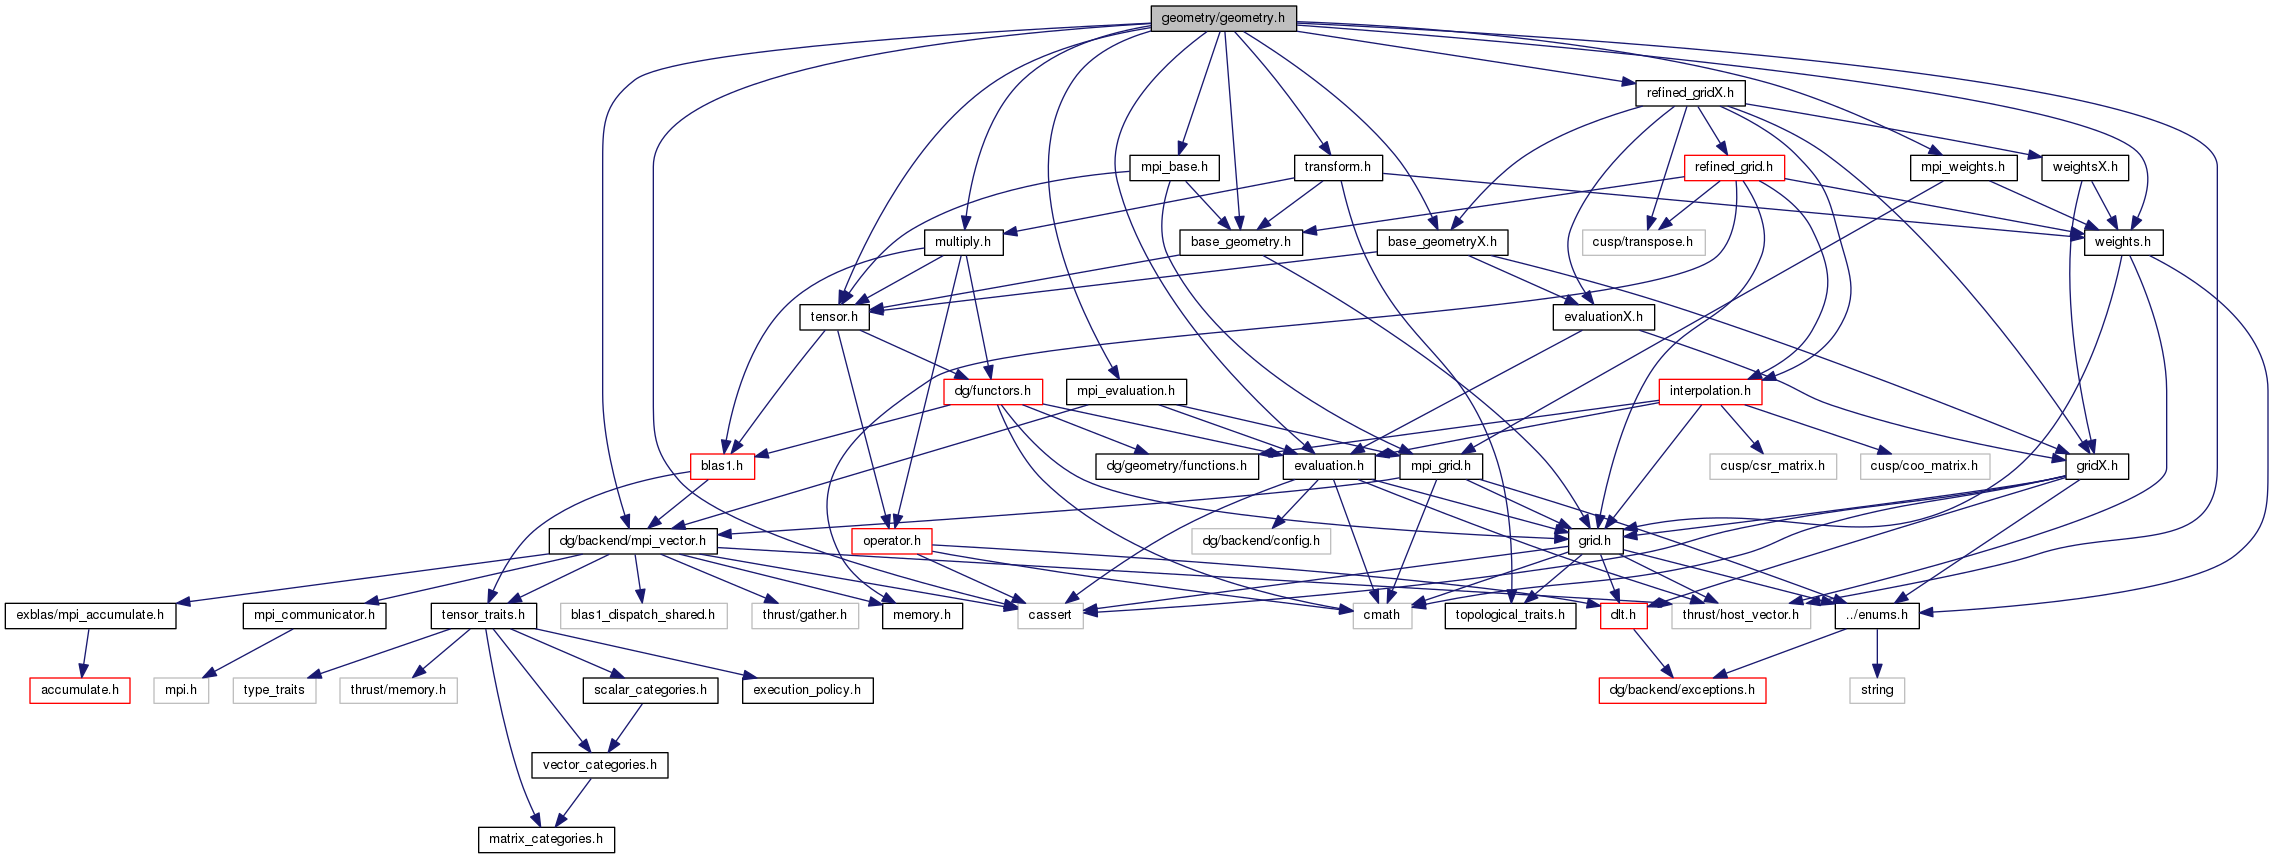 geometry/geometry.h
refined_gridX.h
mpi_base.h
transform.h
refined_grid.h
mpi_weights.h
weightsX.h
multiply.h
base_geometry.h
base_geometryX.h
cusp/transpose.h
weights.h
tensor.h
evaluationX.h
dg/functors.h
mpi_evaluation.h
interpolation.h
blas1.h
dg/geometry/functions.h
evaluation.h
mpi_grid.h
cusp/csr_matrix.h
cusp/coo_matrix.h
gridX.h
dg/backend/mpi_vector.h
operator.h
dg/backend/config.h
grid.h
exblas/mpi_accumulate.h
mpi_communicator.h
tensor_traits.h
blas1_dispatch_shared.h
thrust/gather.h
memory.h
cassert
cmath
topological_traits.h
dlt.h
thrust/host_vector.h
../enums.h
accumulate.h
mpi.h
type_traits
thrust/memory.h
scalar_categories.h
execution_policy.h
dg/backend/exceptions.h
string
vector_categories.h
matrix_categories.h